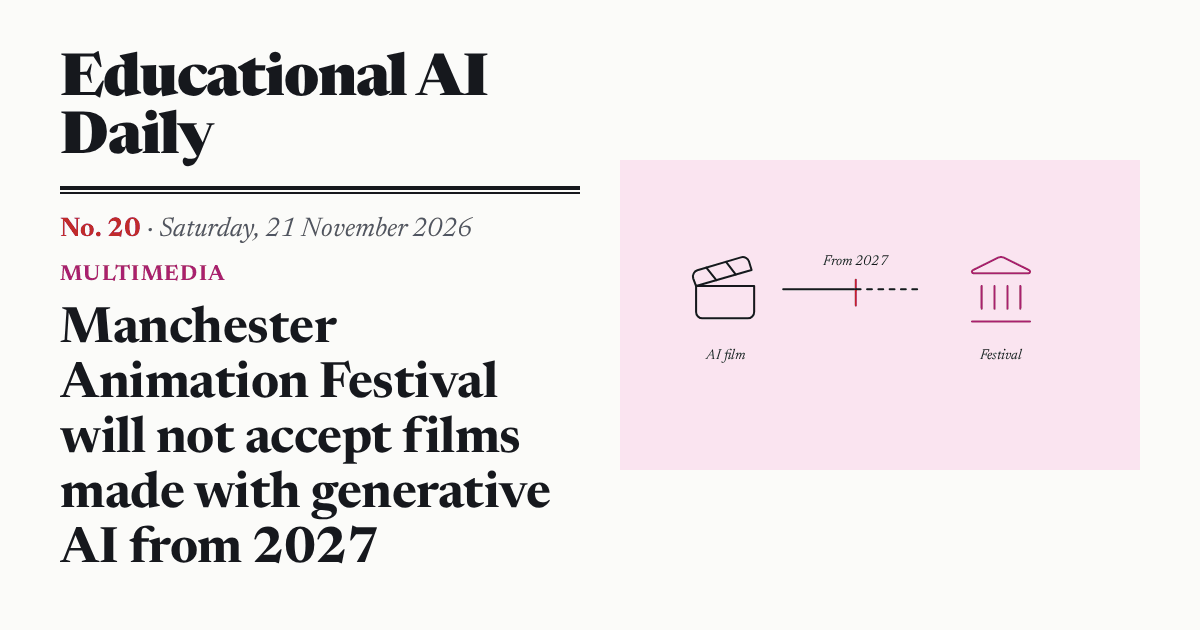 Educational AI
Daily
No. 20 · Saturday, 21 November 2026
MULTIMEDIA
Manchester
Animation Festival
will not accept films
made with generative
AI from 2027
From 2027
AI film
Festival